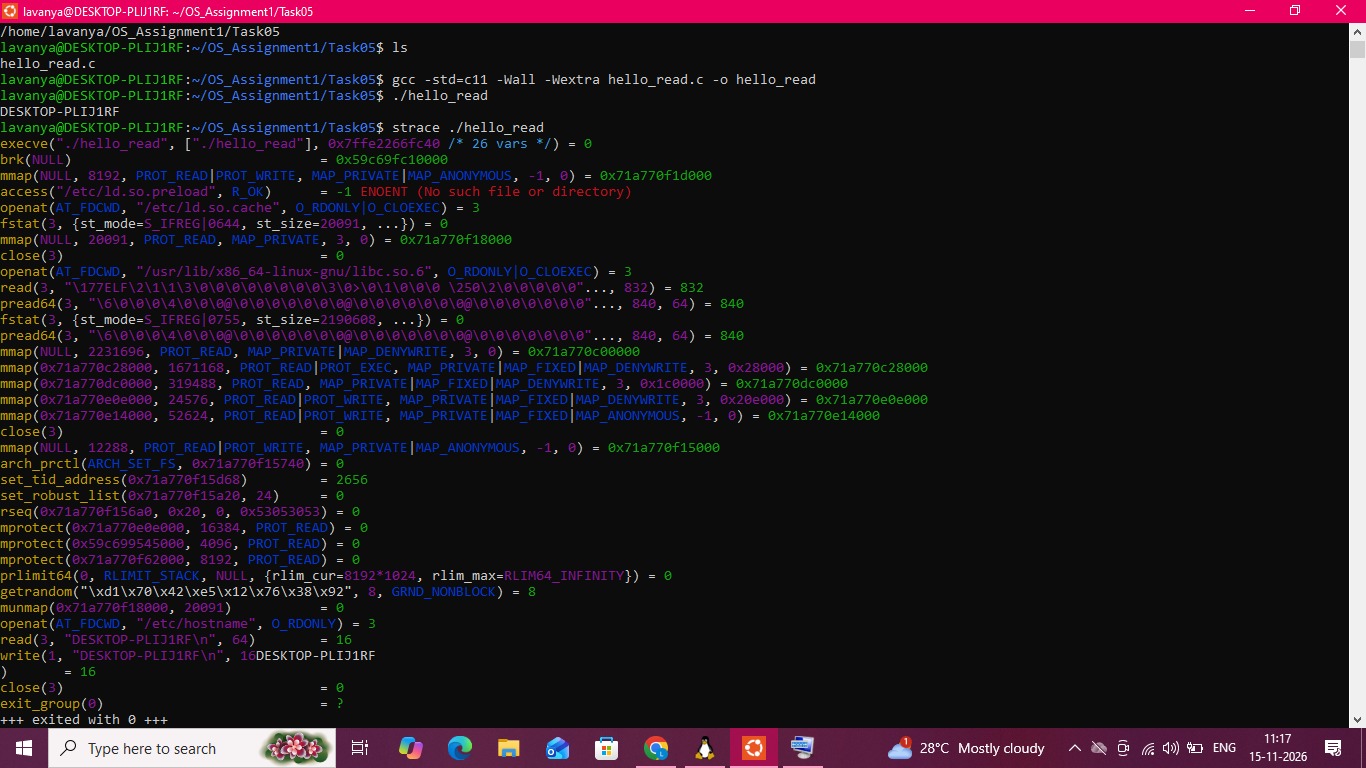 lavanya@DESKTOP-PLIJ1RF: ~/OS_Assignment1/Task05
/home/lavanya/OS_Assignment1/Task05
lavanya@DESKTOP-PLIJ1RF:~/OS_Assignment1/Task05$ ls
hello_read.c
lavanya@DESKTOP-PLIJ1RF:~/OS_Assignment1/Task05$ gcc -std=c11 -Wall -Wextra hello_read.c -o hello_read
lavanya@DESKTOP-PLIJ1RF:~/OS_Assignment1/Task05$ ./hello_read
DESKTOP-PLIJ1RF
lavanya@DESKTOP-PLIJ1RF:~/OS_Assignment1/Task05$ strace ./hello_read
execve("./hello_read", ["./hello_read"], 0x7ffe2266fc40 /* 26 vars */) = 0
brk(NULL)                               = 0x59c69fc10000
mmap(NULL, 8192, PROT_READ|PROT_WRITE, MAP_PRIVATE|MAP_ANONYMOUS, -1, 0) = 0x71a770f1d000
access("/etc/ld.so.preload", R_OK)      = -1 ENOENT (No such file or directory)
openat(AT_FDCWD, "/etc/ld.so.cache", O_RDONLY|O_CLOEXEC) = 3
fstat(3, {st_mode=S_IFREG|0644, st_size=20091, ...}) = 0
mmap(NULL, 20091, PROT_READ, MAP_PRIVATE, 3, 0) = 0x71a770f18000
close(3)                                = 0
openat(AT_FDCWD, "/usr/lib/x86_64-linux-gnu/libc.so.6", O_RDONLY|O_CLOEXEC) = 3
read(3, "\177ELF\2\1\1\3\0\0\0\0\0\0\0\0\3\0>\0\1\0\0\0 \250\2\0\0\0\0\0"..., 832) = 832
pread64(3, "\6\0\0\0\4\0\0\0@\0\0\0\0\0\0\0@\0\0\0\0\0\0\0@\0\0\0\0\0\0\0"..., 840, 64) = 840
fstat(3, {st_mode=S_IFREG|0755, st_size=2190608, ...}) = 0
pread64(3, "\6\0\0\0\4\0\0\0@\0\0\0\0\0\0\0@\0\0\0\0\0\0\0@\0\0\0\0\0\0\0"..., 840, 64) = 840
mmap(NULL, 2231696, PROT_READ, MAP_PRIVATE|MAP_DENYWRITE, 3, 0) = 0x71a770c00000
mmap(0x71a770c28000, 1671168, PROT_READ|PROT_EXEC, MAP_PRIVATE|MAP_FIXED|MAP_DENYWRITE, 3, 0x28000) = 0x71a770c28000
mmap(0x71a770dc0000, 319488, PROT_READ, MAP_PRIVATE|MAP_FIXED|MAP_DENYWRITE, 3, 0x1c0000) = 0x71a770dc0000
mmap(0x71a770e0e000, 24576, PROT_READ|PROT_WRITE, MAP_PRIVATE|MAP_FIXED|MAP_DENYWRITE, 3, 0x20e000) = 0x71a770e0e000
mmap(0x71a770e14000, 52624, PROT_READ|PROT_WRITE, MAP_PRIVATE|MAP_FIXED|MAP_ANONYMOUS, -1, 0) = 0x71a770e14000
close(3)                                = 0
mmap(NULL, 12288, PROT_READ|PROT_WRITE, MAP_PRIVATE|MAP_ANONYMOUS, -1, 0) = 0x71a770f15000
arch_prctl(ARCH_SET_FS, 0x71a770f15740) = 0
set_tid_address(0x71a770f15d68)         = 2656
set_robust_list(0x71a770f15a20, 24)     = 0
rseq(0x71a770f156a0, 0x20, 0, 0x53053053) = 0
mprotect(0x71a770e0e000, 16384, PROT_READ) = 0
mprotect(0x59c699545000, 4096, PROT_READ) = 0
mprotect(0x71a770f62000, 8192, PROT_READ) = 0
prlimit64(0, RLIMIT_STACK, NULL, {rlim_cur=8192*1024, rlim_max=RLIM64_INFINITY}) = 0
getrandom("\xd1\x70\x42\xe5\x12\x76\x38\x92", 8, GRND_NONBLOCK) = 8
munmap(0x71a770f18000, 20091)           = 0
openat(AT_FDCWD, "/etc/hostname", O_RDONLY) = 3
read(3, "DESKTOP-PLIJ1RF\n", 64)        = 16
write(1, "DESKTOP-PLIJ1RF\n", 16DESKTOP-PLIJ1RF
)       = 16
close(3)                                = 0
exit_group(0)                           = ?
+++ exited with 0 +++
Type here to search
1
28°C Mostly cloudy
ENG
11:17
15-11-2026